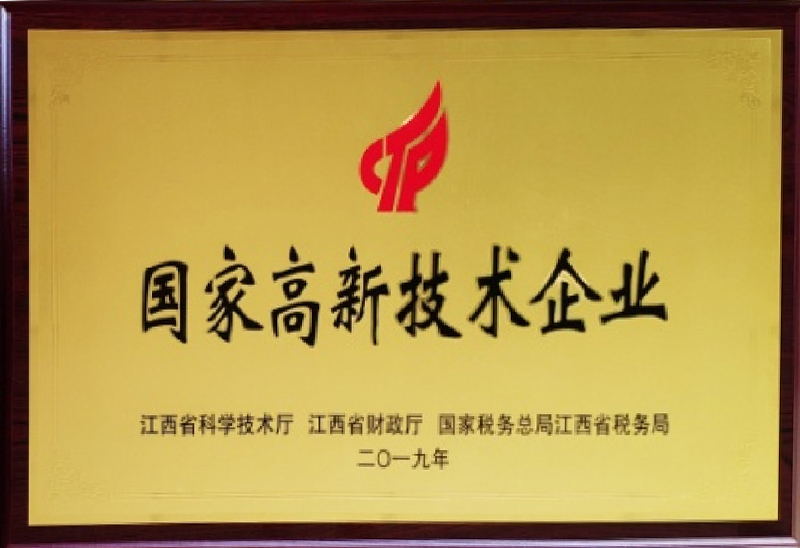 CTP
国家高新技术企业
江西省科学技术厅 江西省财政厅 国家税务总局江西省税务局
二〇一九年